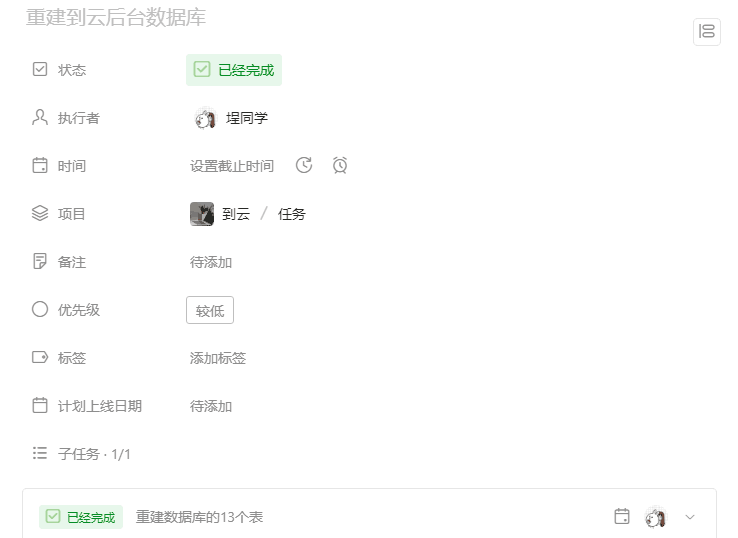 重建到云后台数据库
状态 已经完成
执行者 埕同学
时间 设置截止时间
项目 到云 / 任务
备注 待添加
优先级 较低
标签 添加标签
计划上线日期 待添加
子任务 · 1/1
已经完成 重建数据库的13个表